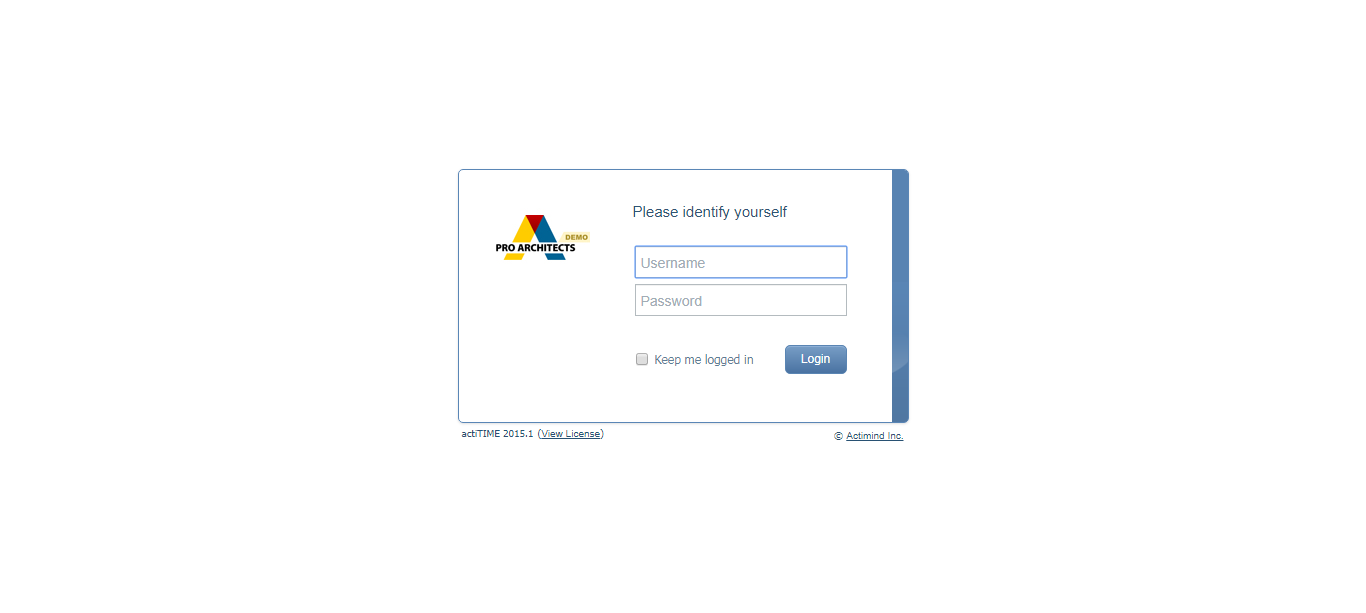 Please identify yourself
DEMO
PRO ARCHITECTS
Username
Password
Keep me logged in
Login
actiTIME 2015.1 (View License)
© Actimind Inc.